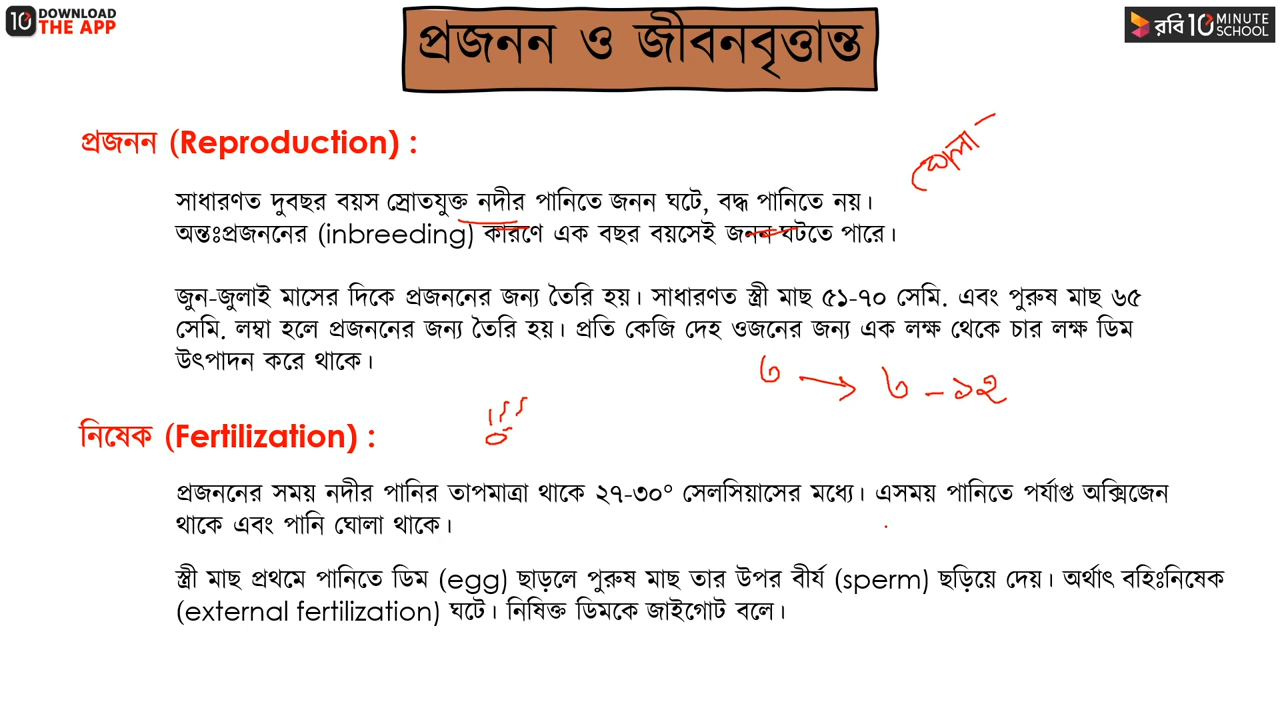 10 DOWNLOAD
THE APP
প্রজনন ও জীবনবৃত্তান্ত
রবি 10 MINUTE
SCHOOL
প্রজনন (Reproduction) :
ঘোলা -
সাধারণত দুবছর বয়স স্রোতযুক্ত নদীর পানিতে জনন ঘটে, বদ্ধ পানিতে নয়।
অন্তঃপ্রজননের (inbreeding) কারণে এক বছর বয়সেই জনন ঘটতে পারে।
জুন-জুলাই মাসের দিকে প্রজননের জন্য তৈরি হয়। সাধারণত স্ত্রী মাছ ৫১-৭০ সেমি. এবং পুরুষ মাছ ৬৫
সেমি. লম্বা হলে প্রজননের জন্য তৈরি হয়। প্রতি কেজি দেহ ওজনের জন্য এক লক্ষ থেকে চার লক্ষ ডিম
উৎপাদন করে থাকে।
→ - ১২
নিষেক (Fertilization) :
প্রজননের সময় নদীর পানির তাপমাত্রা থাকে ২৭-৩০° সেলসিয়াসের মধ্যে। এসময় পানিতে পর্যাপ্ত অক্সিজেন
থাকে এবং পানি ঘোলা থাকে।
স্ত্রী মাছ প্রথমে পানিতে ডিম (egg) ছাড়লে পুরুষ মাছ তার উপর বীর্য (sperm) ছড়িয়ে দেয়। অর্থাৎ বহিঃনিষেক
(external fertilization) ঘটে। নিষিক্ত ডিমকে জাইগোট বলে।